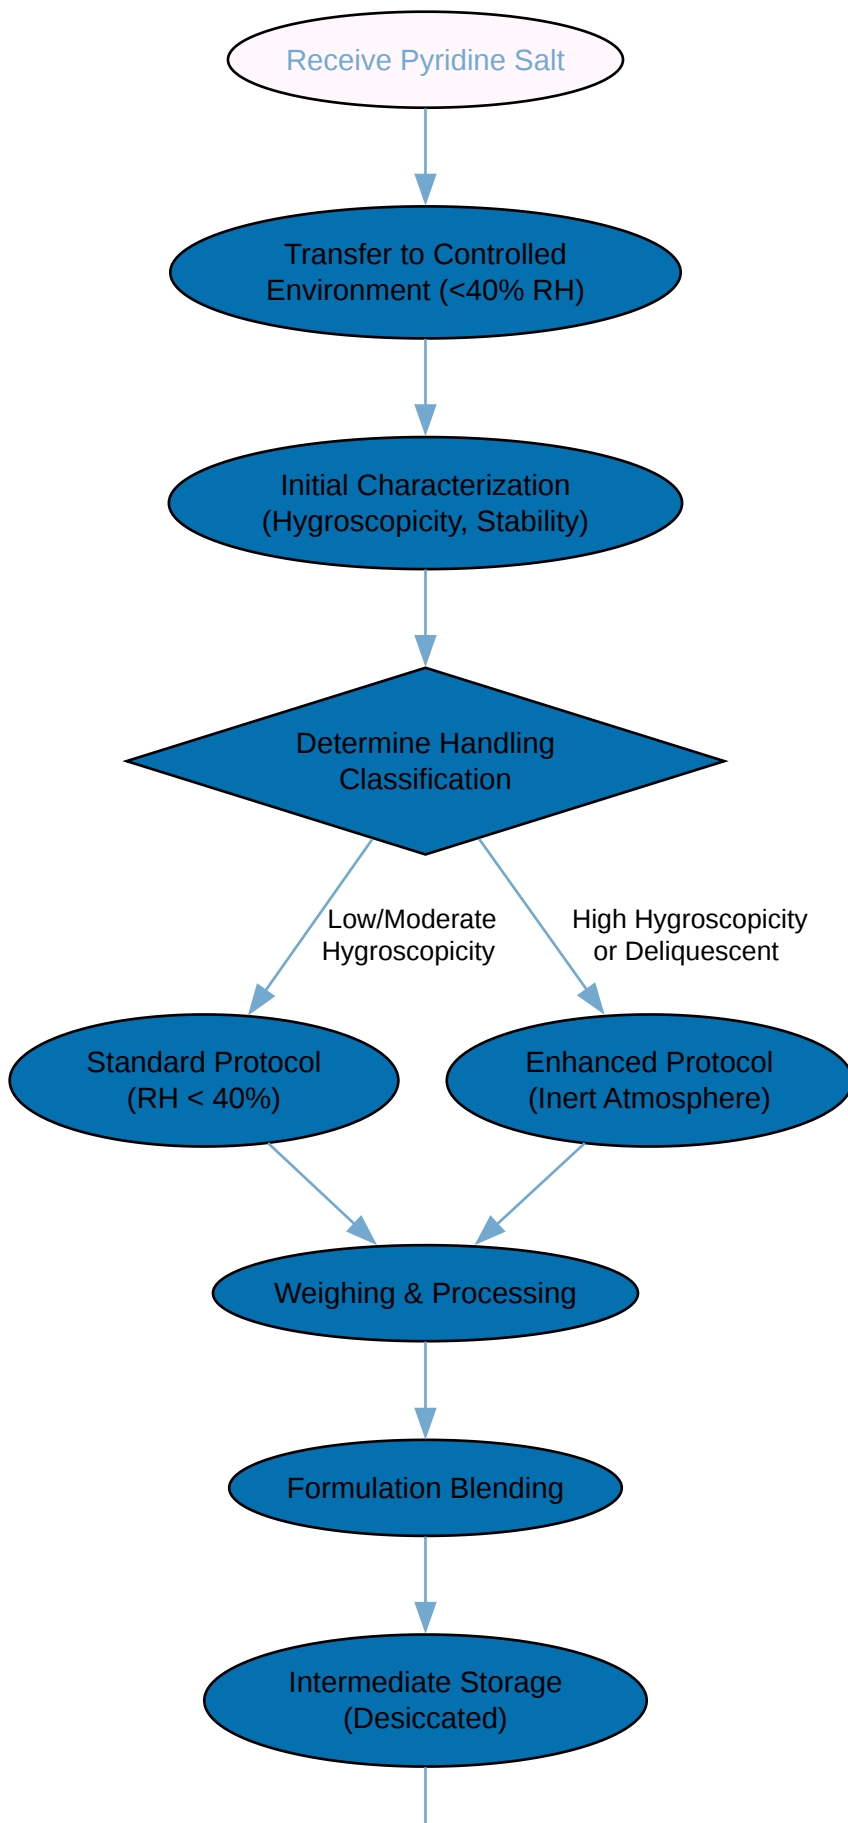 Receive Pyridine Salt
Transfer to Controlled
Environment (<40% RH)
Initial Characterization
(Hygroscopicity, Stability)
Determine Handling
Classification
Low/Moderate
Hygroscopicity
High Hygroscopicity
or Deliquescent
Standard Protocol
(RH < 40%)
Enhanced Protocol
(Inert Atmosphere)
Weighing & Processing
Formulation Blending
Intermediate Storage
(Desiccated)